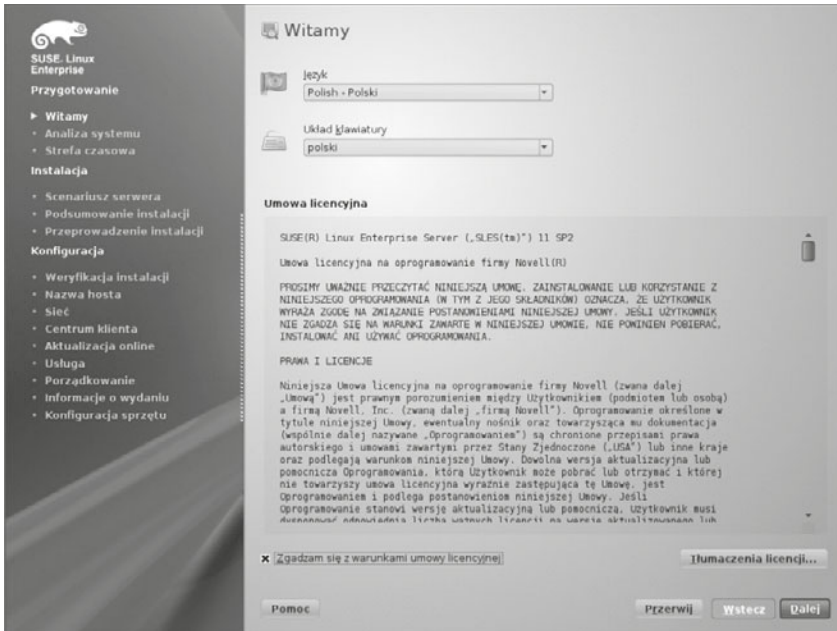 SUSE. Linux
Enterprise
Przygotowanie
Witamy
Analiza systemu
Strefa czasowa
Instalacja
Scenariusz serwera
Podsumowanie instalacji
Przeprowadzenie instalacji
Konfiguracja
Weryfikacja instalacji
Nazwa hosta
Sieć
Centrum klienta
Aktualizacja online
Usługa
Porządkowanie
Informacje o wydaniu
Konfiguracja sprzętu
Witamy
Język
Polish - Polski
Układ klawiatury
polski
Umowa licencyjna
SUSE(R) Linux Enterprise Server („SLES(tm)”) 11 SP2
Umowa licencyjna na oprogramowanie firmy Novell(R)
PROSIMY UWAŻNIE PRZECZYTAĆ NINIEJSZĄ UMOWĘ. ZAINSTALOWANIE LUB KORZYSTANIE Z
NINIEJSZEGO OPROGRAMOWANIA (W TYM Z JEGO SKŁADNIKÓW) OZNACZA, ŻE UŻYTKOWNIK
WYRAŻA ZGODĘ NA ZWIĄZANIE POSTANOWIENIAMI NINIEJSZEJ UMOWY. JEŚLI UŻYTKOWNIK
NIE ZGADZA SIĘ NA WARUNKI ZAWARTE W NINIEJSZEJ UMOWIE, NIE POWINIEN POBIERAĆ,
INSTALOWAĆ ANI UŻYWAĆ OPROGRAMOWANIA.
PRAWA I LICENCJE
Niniejsza Umowa licencyjna na oprogramowanie firmy Novell (zwana dalej
„Umową”) jest prawnym porozumieniem między Użytkownikiem (podmiotem lub osobą)
a firmą Novell, Inc. (zwaną dalej „firmą Novell”). Oprogramowanie określone w
tytule niniejszej Umowy, ewentualny nośnik oraz towarzysząca mu dokumentacja
(wspólnie dalej nazywane „Oprogramowaniem”) są chronione przepisami prawa
autorskiego i umowami zawartymi przez Stany Zjednoczone („USA”) lub inne kraje
oraz podlegają warunkom niniejszej Umowy. Dowolna wersja aktualizacyjna lub
pomocnicza Oprogramowania, którą Użytkownik może pobrać lub otrzymać i której
nie towarzyszy umowa licencyjna wyraźnie zastępująca tę Umowę, jest
Oprogramowaniem i podlega postanowieniom niniejszej Umowy. Jeśli
Oprogramowanie stanowi wersję aktualizacyjną lub pomocniczą, Użytkownik musi
dysponować odpowiednią liczbą ważnych licencji na wersję aktualizowanego lub
Zgadzam się z warunkami umowy licencyjnej
Tłumaczenia licencji...
Pomoc
Przerwij
Wstecz
Dalej